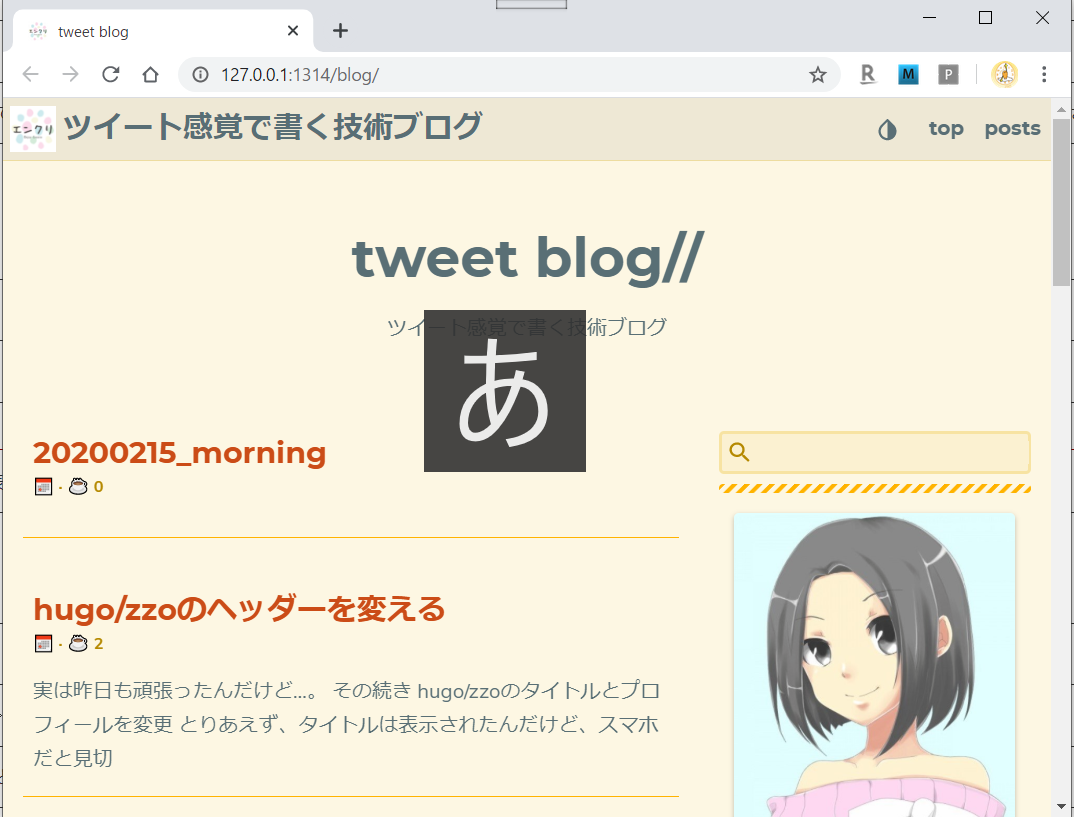 tweet blog
127.0.0.1:1314/blog/
R
M
P
エンクリ
ツイート感覚で書く技術ブログ
top
posts
tweet blog//
ツイート感覚で書く技術ブログ
あ
20200215_morning
· 0
hugo/zzoのヘッダーを変える
· 2
実は昨日も頑張ったんだけど…。 その続き hugo/zzoのタイトルとプロ
フィールを変更 とりあえず、タイトルは表示されたんだけど、スマホ
だと見切